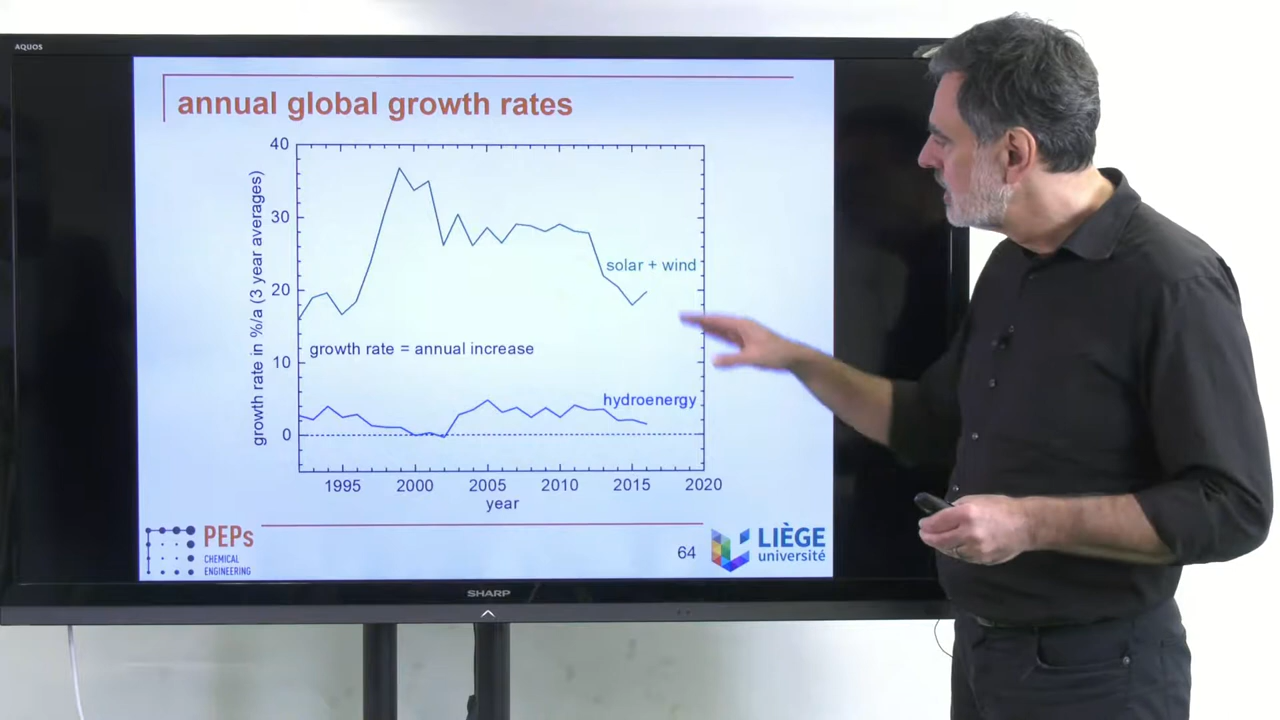 AQUOS
annual global growth rates
40
30
20
10
0
growth rate in %/a (3 year averages)
solar + wind
growth rate = annual increase
hydroenergy
1995 2000 2005 2010 2015 2020
year
PEPs
CHEMICAL
ENGINEERING
64
LIÈGE
université
SHARP